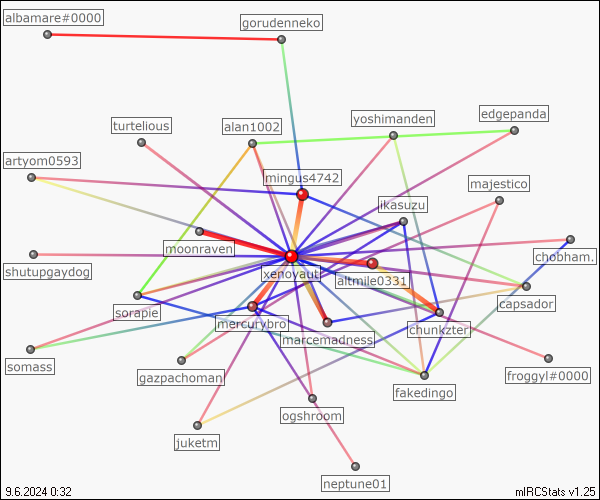 albamare#0000
gorudenneko
edgepanda
yoshimanden
turtelious
alan1002
artyom0593
mingus4742
majestico
ikasuzu
moonraven
chobham.
shutupgaydog
xenoyauti
altmile0331
capsador
sorapie
mercurybro
chunkzter
marcemadness
somass
gazpachoman
froggyl#0000
fakedingo
ogshroom
juketm
neptune01
9.6.2024 0:32
mIRCStats v1.25